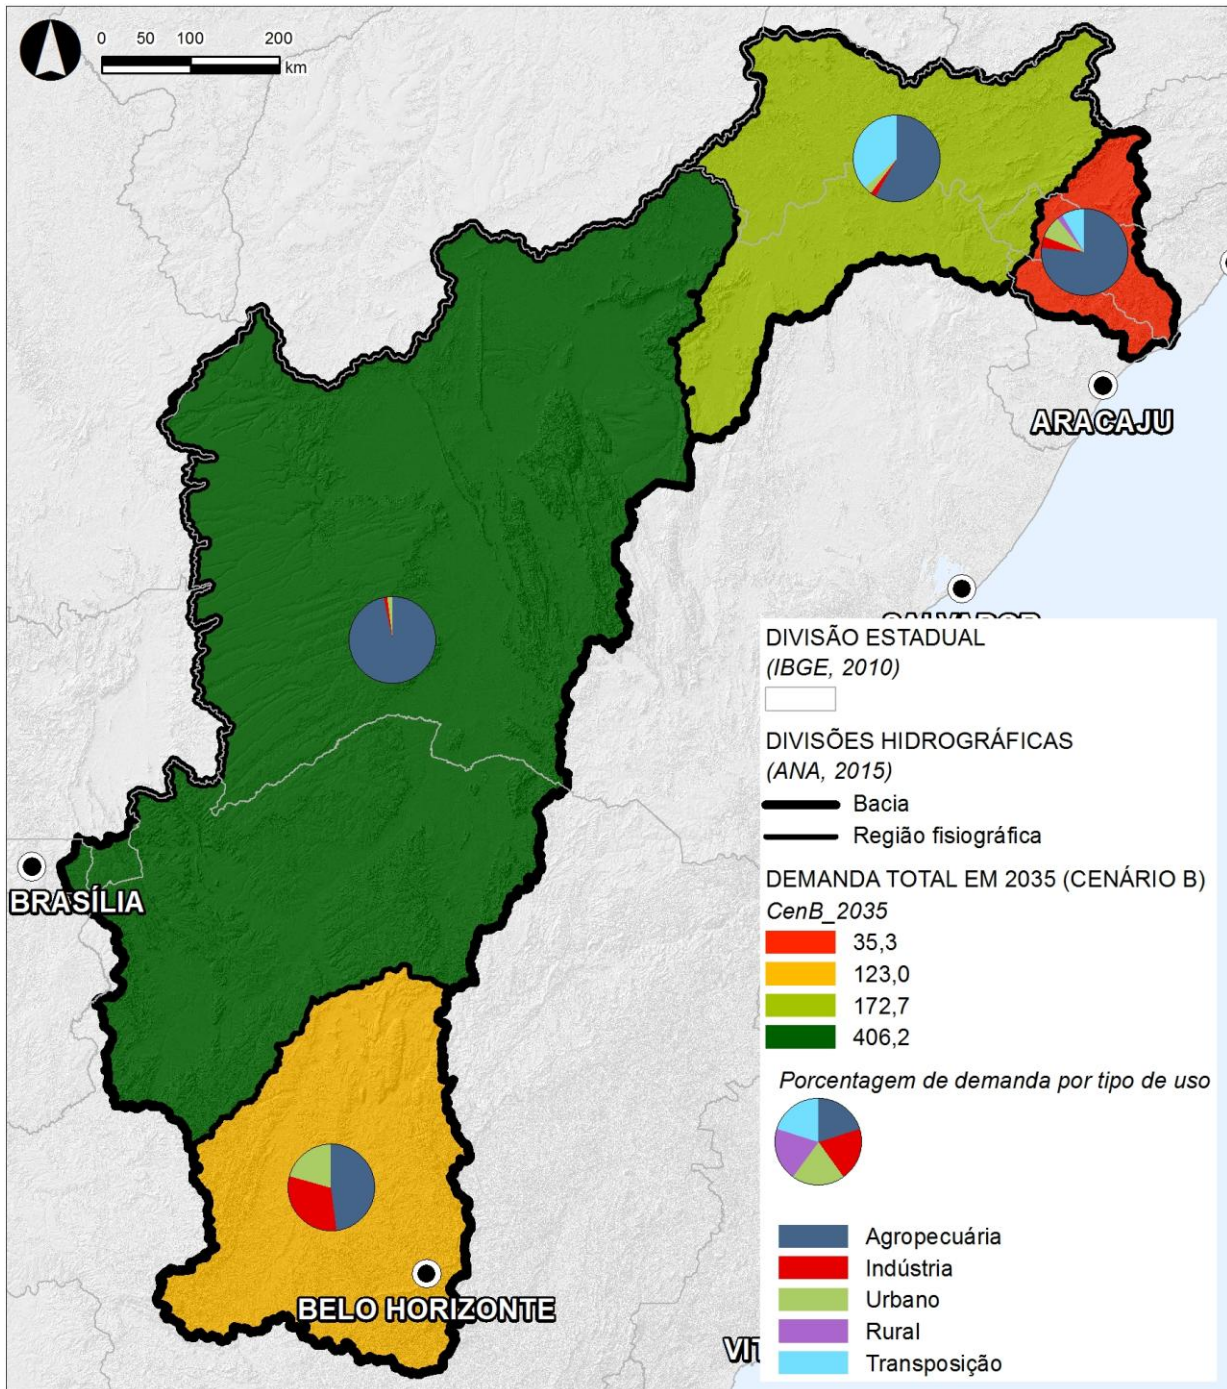 0 50 100 200
km
ARACAJU
SALVADOR
BRASÍLIA
BELO HORIZONTE
VIT
DIVISÃO ESTADUAL
(IBGE, 2010)
DIVISÕES HIDROGRÁFICAS
(ANA, 2015)
Bacia
Região fisiográfica
DEMANDA TOTAL EM 2035 (CENÁRIO B)
CenB_2035
35,3
123,0
172,7
406,2
Porcentagem de demanda por tipo de uso
Agropecuária
Indústria
Urbano
Rural
Transposição